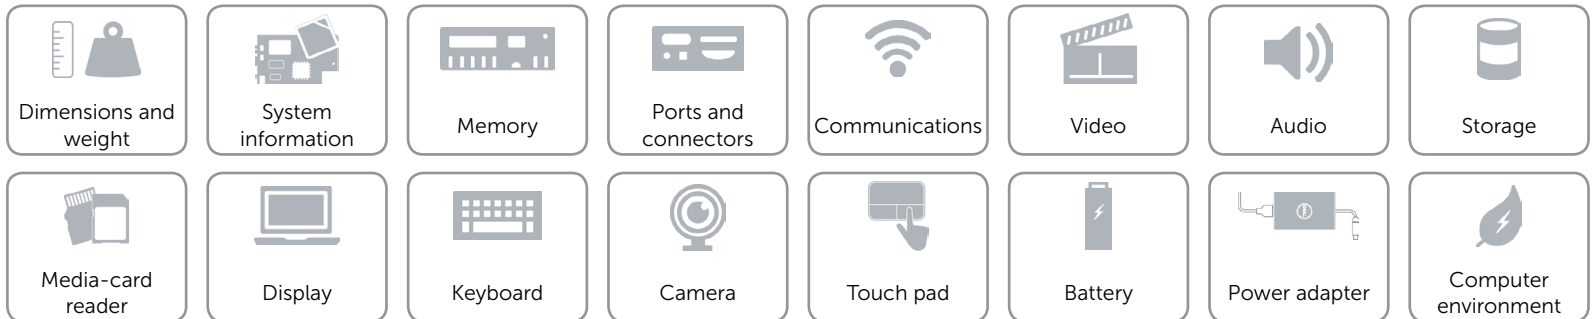 Dimensions and
weight
System
information
Memory
Ports and
connectors
Communications
Video
Audio
Storage
Media-card
reader
Display
Keyboard
Camera
Touch pad
Battery
Power adapter
Computer
environment